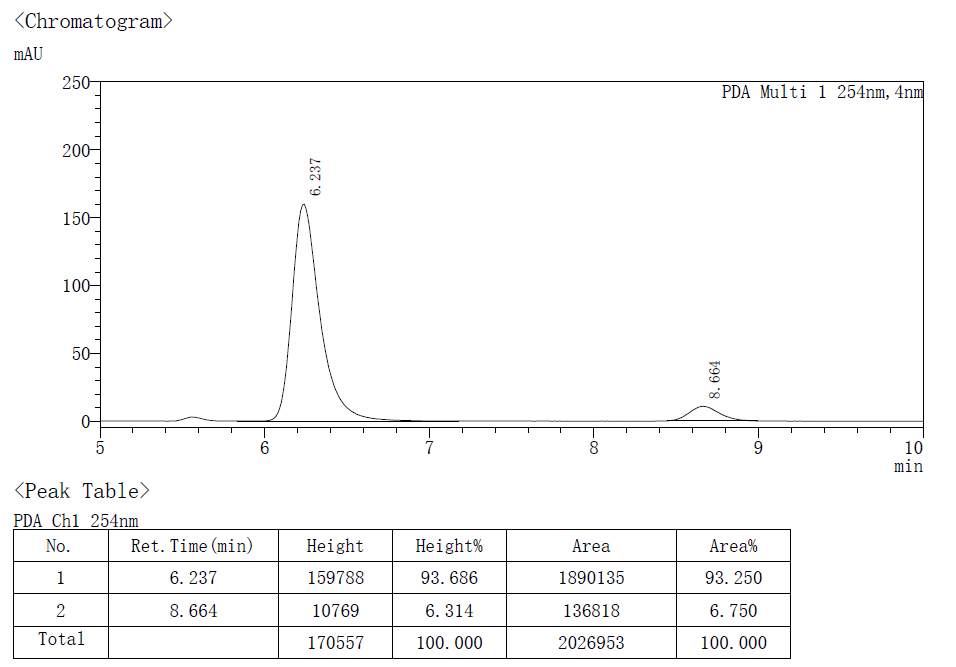 <Chromatogram>
mAU
250
PDA Multi 1 254nm,4nm
200
6.237
150
100
50
8.664
0
5 6 7 8 9 10
min
<Peak Table>
PDA Ch1 254nm
No. Ret.Time(min) Height Height% Area Area%
1 6.237 159788 93.686 1890135 93.250
2 8.664 10769 6.314 136818 6.750
Total 170557 100.000 2026953 100.000